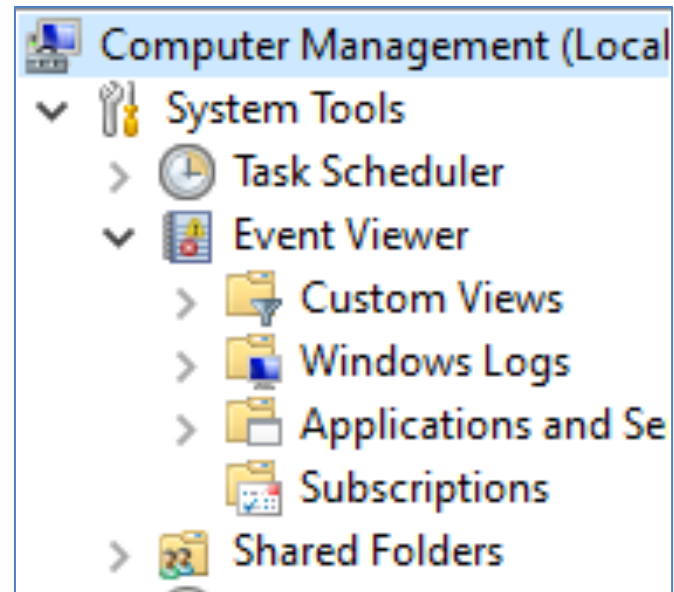 Computer Management (Local
System Tools
Task Scheduler
Event Viewer
Custom Views
Windows Logs
Applications and Se
Subscriptions
Shared Folders